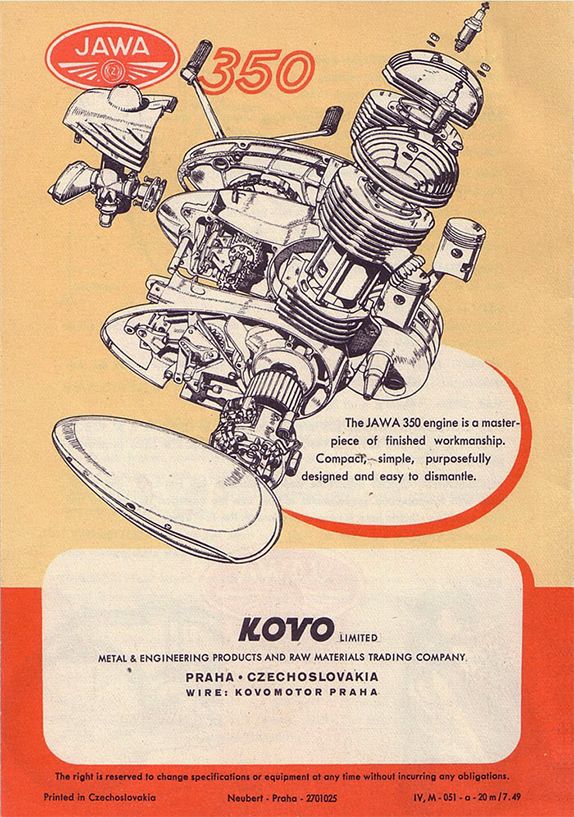 JAWA
350
The JAWA 350 engine is a master-
piece of finished workmanship.
Compact, simple, purposefully
designed and easy to dismantle.
KOVO LIMITED
METAL & ENGINEERING PRODUCTS AND RAW MATERIALS TRADING COMPANY
PRAHA • CZECHOSLOVAKIA
WIRE: KOVOMOTOR PRAHA
The right is reserved to change specifications or equipment at any time without incurring any obligations.
Printed in Czechoslovakia Neubert - Praha - 2701025 IV, M - 051 - a - 20 m / 7. 49